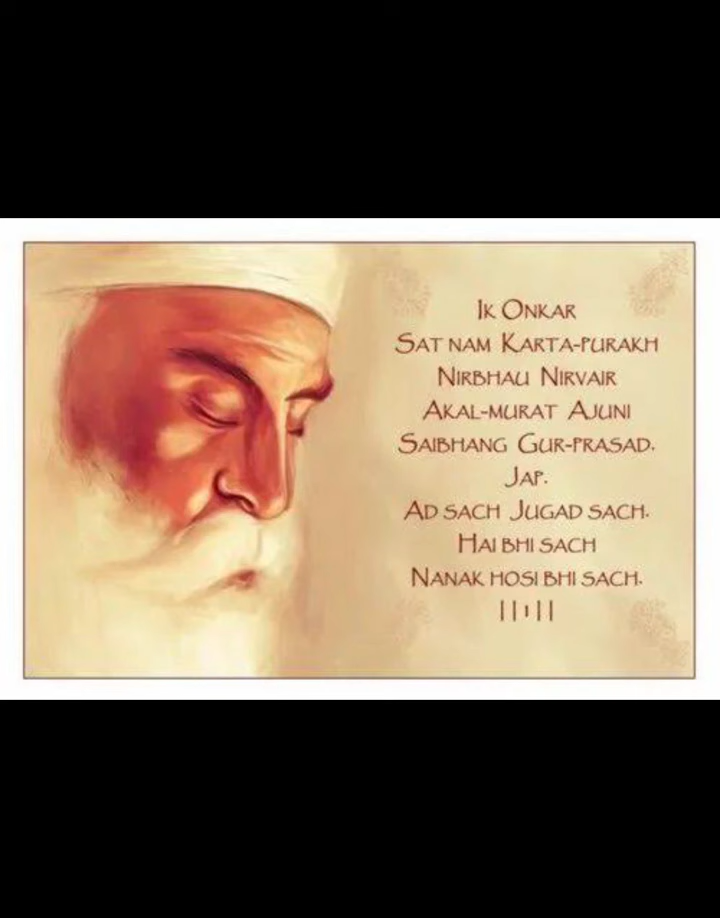 Ik Onkar
Sat nam Karta-purakh
Nirbhau Nirvair
Akal-murat Ajuni
Saibhang Gur-prasad.
Jap.
Ad sach Jugad sach.
Hai bhi sach
Nanak hosi bhi sach.
||1||